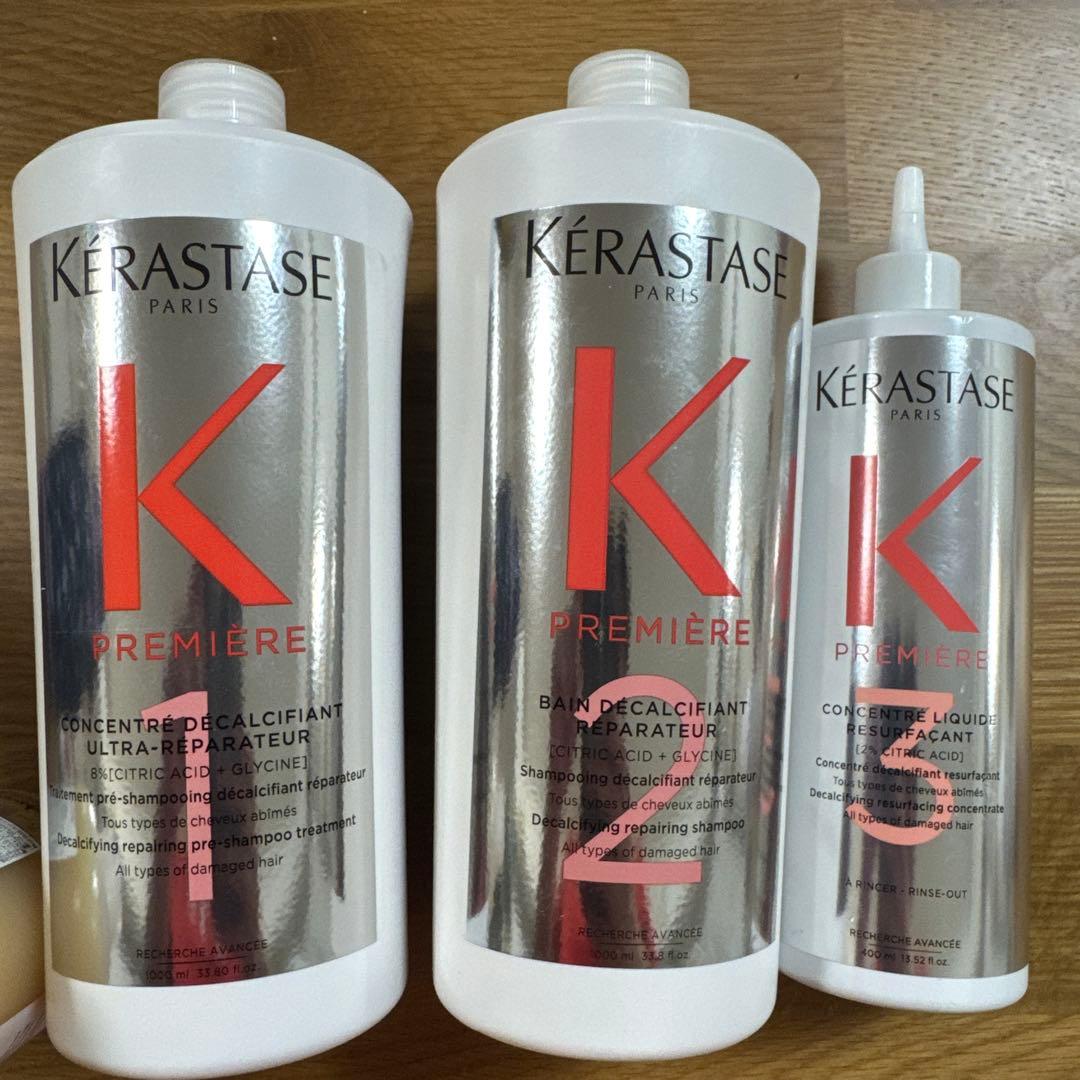 KÉRASTASE
PARIS
K
PREMIÈRE
1
CONCENTRÉ DÉCALCIFIANT
ULTRA-RÉPARATEUR
8%[CITRIC ACID + GLYCINE]
Traitement pré-shampooing décalcifiant réparateur
Tous types de cheveux abîmés
Decalcifying repairing pre-shampoo treatment
All types of damaged hair
RECHERCHE AVANCÉE
1000 ml 33.80 fl.oz.
KÉRASTASE
PARIS
K
PREMIÈRE
2
BAIN DÉCALCIFIANT
RÉPARATEUR
[CITRIC ACID + GLYCINE]
Shampooing décalcifiant réparateur
Tous types de cheveux abîmés
Decalcifying repairing shampoo
All types of damaged hair
RECHERCHE AVANCÉE
1000 ml 33.8 fl.oz.
KÉRASTASE
PARIS
K
PREMIÈRE
3
CONCENTRÉ LIQUIDE
RESURFAÇANT
[2% CITRIC ACID]
Concentré décalcifiant resurfaçant
Tous types de cheveux abîmés
Decalcifying resurfacing concentrate
All types of damaged hair
À RINCER - RINSE-OUT
RECHERCHE AVANCÉE
400 ml 13.52 fl.oz.